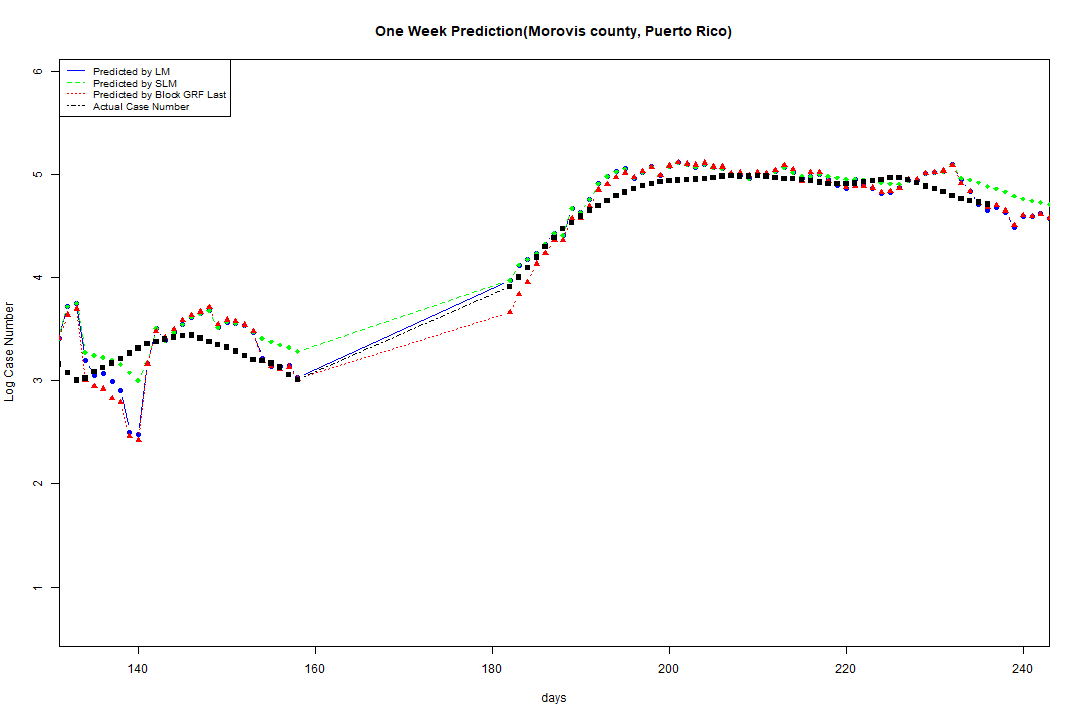 One Week Prediction(Morovis county, Puerto Rico)
Predicted by LM
Predicted by SLM
Predicted by Block GRF Last
Actual Case Number
6
5
4
3
2
1
Log Case Number
140 160 180 200 220 240
days